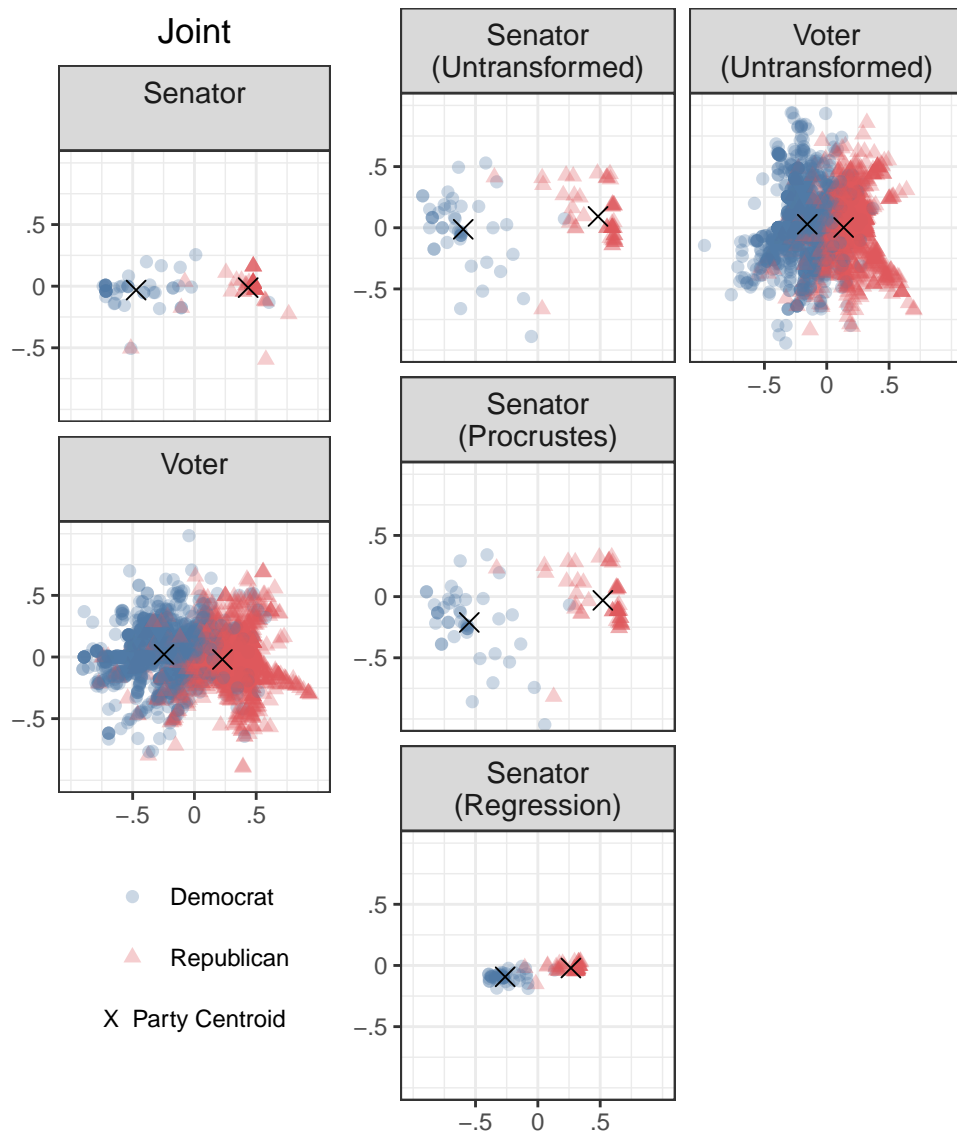 Joint
Senator
.5
0
−.5
Voter
.5
0
−.5
−.5 0 .5
Democrat
Republican
X Party Centroid
Senator
(Untransformed)
.5
0
−.5
Voter
(Untransformed)
−.5 0 .5
Senator
(Procrustes)
.5
0
−.5
Senator
(Regression)
.5
0
−.5
−.5 0 .5